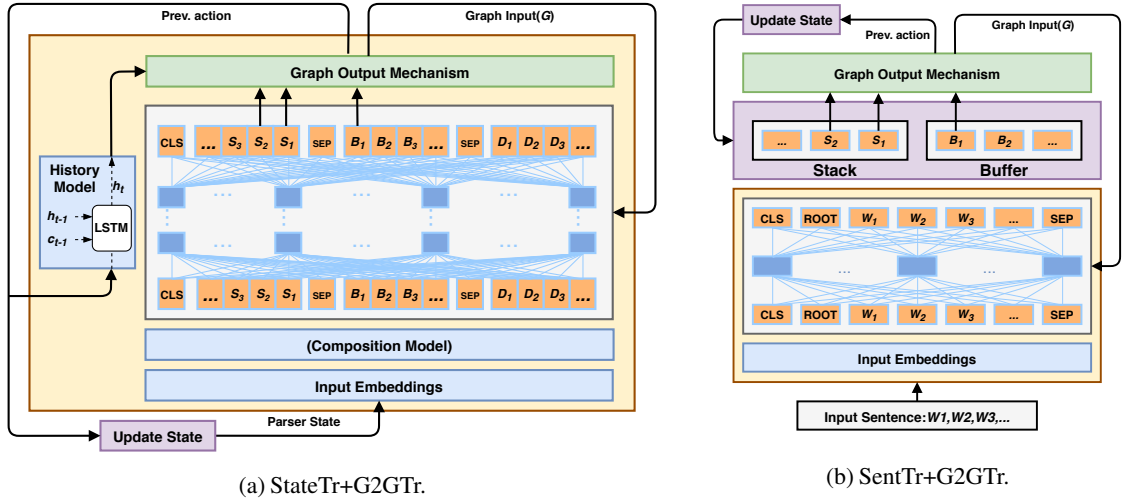 Prev. action
Graph Input(G)
Graph Output Mechanism
CLS ... S3 S2 S1 SEP B1 B2 B3 ... SEP D1 D2 D3 ...
... ... ...
History
Model
ht
ht-1
LSTM
ct-1
... ... ...
CLS ... S3 S2 S1 SEP B1 B2 B3 ... SEP D1 D2 D3 ...
(Composition Model)
Input Embeddings
Parser State
Update State
(a) StateTr+G2GTr.
Update State
Prev. action
Graph Input(G)
Graph Output Mechanism
... S2 S1
B1 B2 ...
Stack
Buffer
CLS ROOT W1 W2 W3 ... SEP
... ...
CLS ROOT W1 W2 W3 ... SEP
Input Embeddings
Input Sentence:W1,W2,W3,...
(b) SentTr+G2GTr.